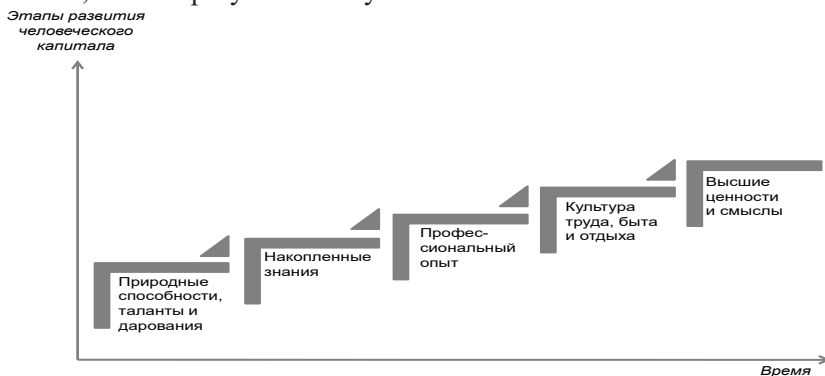 Этапы развития
человеческого
капитала
Природные
способности,
таланты и
дарования
Накопленные
знания
Профес-
сиональный
опыт
Культура
труда, быта
и отдыха
Высшие
ценности
и смыслы
Время